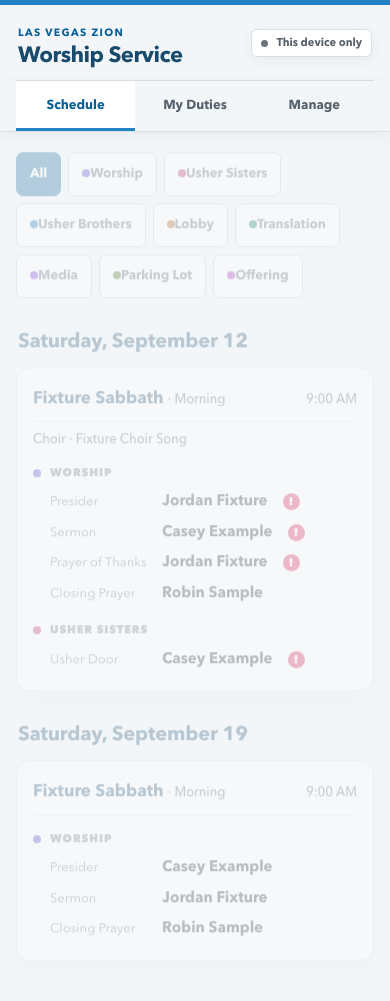 LAS VEGAS ZION
Worship Service
This device only
Schedule My Duties Manage
All Worship Usher Sisters
Usher Brothers Lobby Translation
Media Parking Lot Offering
Saturday, September 12
Fixture Sabbath · Morning 9:00 AM
Choir · Fixture Choir Song
WORSHIP
Presider Jordan Fixture !
Sermon Casey Example !
Prayer of Thanks Jordan Fixture !
Closing Prayer Robin Sample
USHER SISTERS
Usher Door Casey Example !
Saturday, September 19
Fixture Sabbath · Morning 9:00 AM
WORSHIP
Presider Casey Example
Sermon Jordan Fixture
Closing Prayer Robin Sample